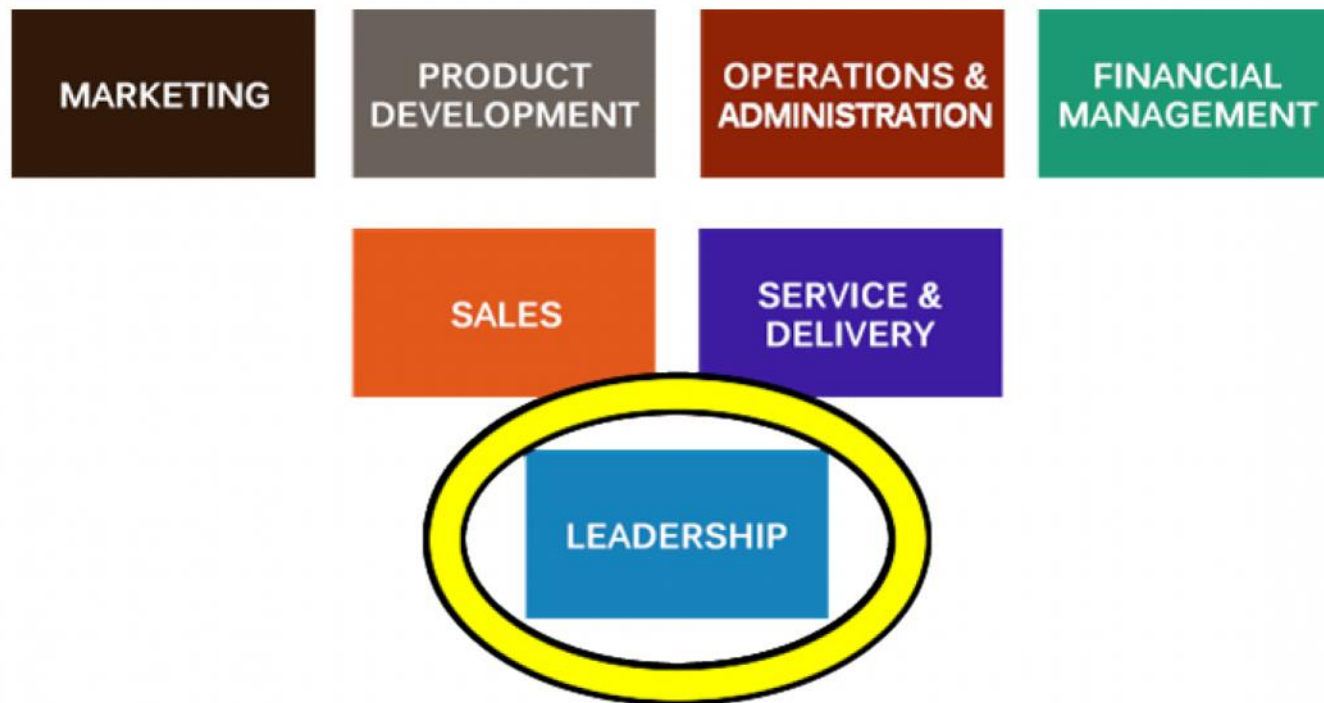 MARKETING
PRODUCT
DEVELOPMENT
OPERATIONS &
ADMINISTRATION
FINANCIAL
MANAGEMENT
SALES
SERVICE &
DELIVERY
LEADERSHIP